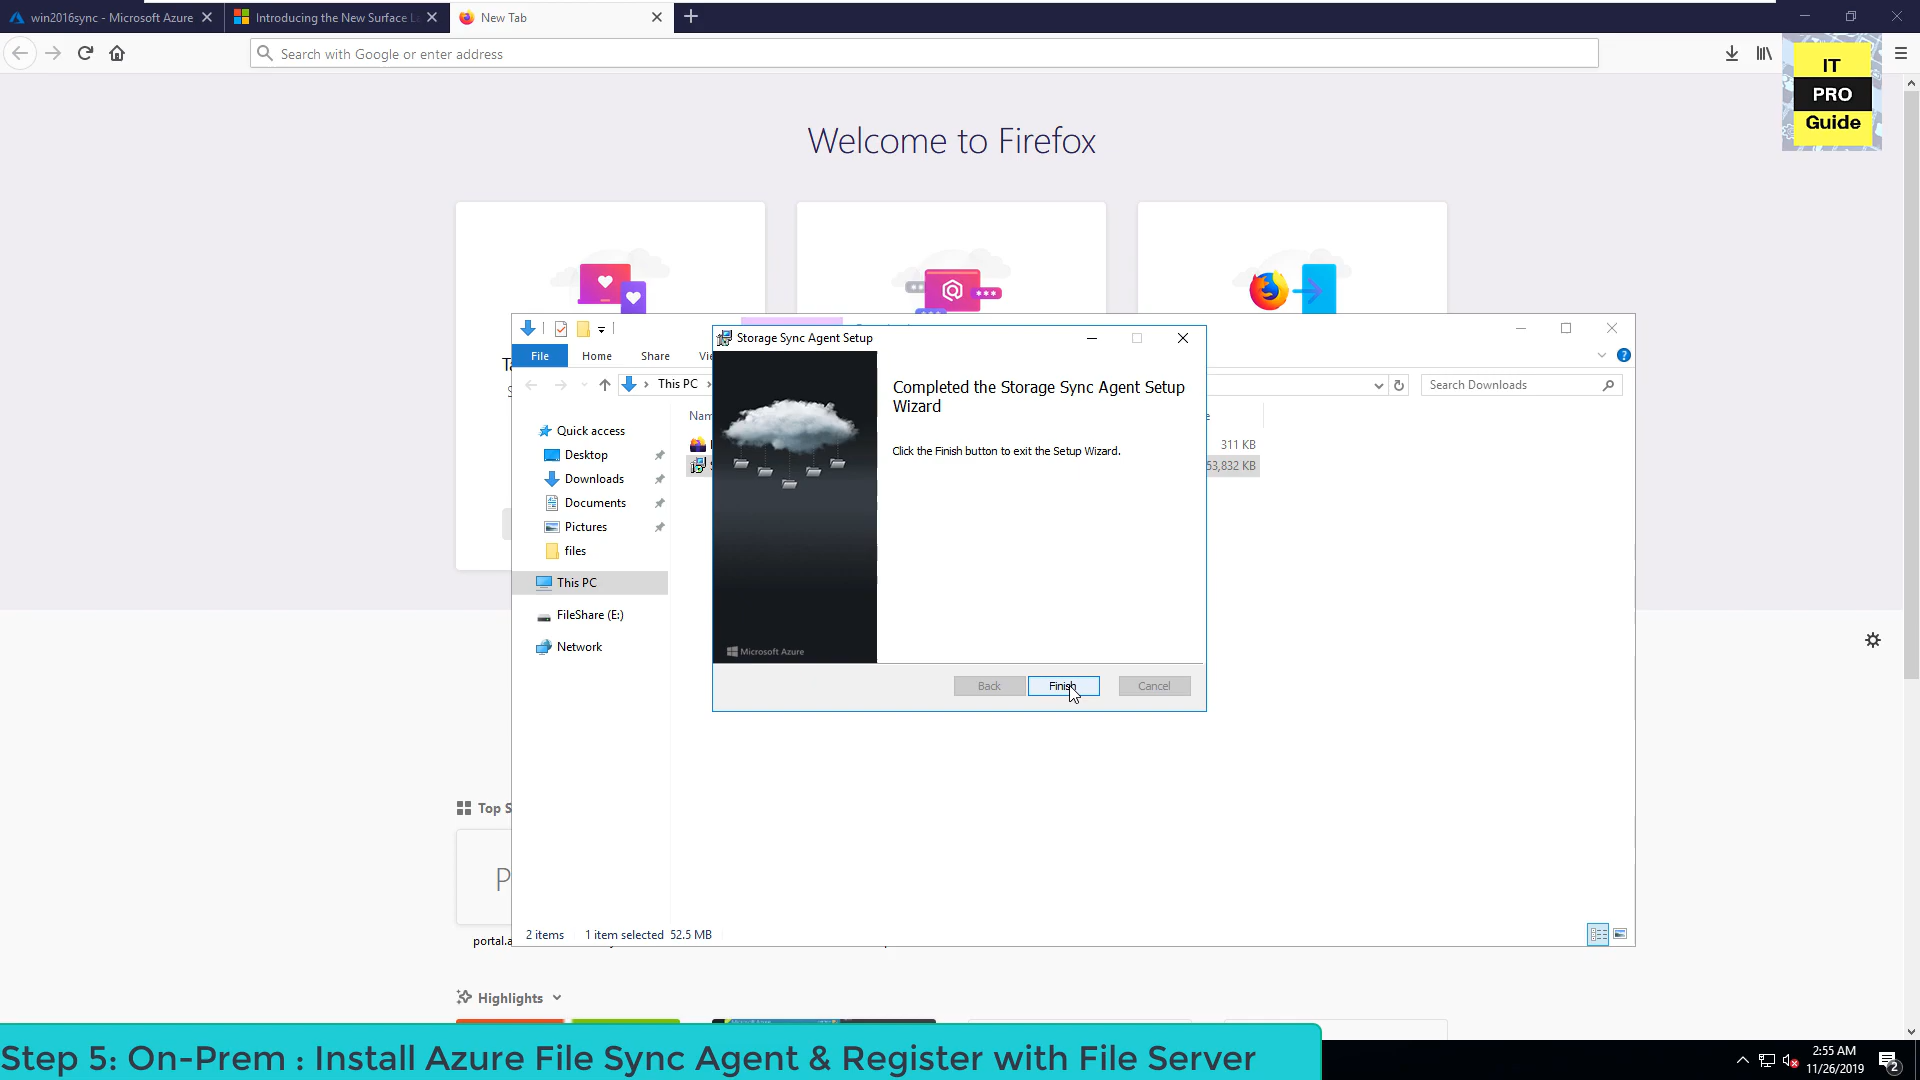 win2016sync - Microsoft Azure
Introducing the New Surface L
New Tab
Search with Google or enter address
IT
PRO
Guide
Welcome to Firefox
Storage Sync Agent Setup
File
Home
Share
This PC
Search Downloads
Completed the Storage Sync Agent Setup
Wizard
Click the Finish button to exit the Setup Wizard.
Quick access
Desktop
Downloads
Documents
Pictures
files
This PC
FileShare (E:)
Network
311 KB
53,832 KB
Microsoft Azure
Back
Finish
Cancel
Top S
P
portal.a
2 items
1 item selected 52.5 MB
Highlights
Step 5: On-Prem : Install Azure File Sync Agent & Register with File Server
2:55 AM
11/26/2019
2